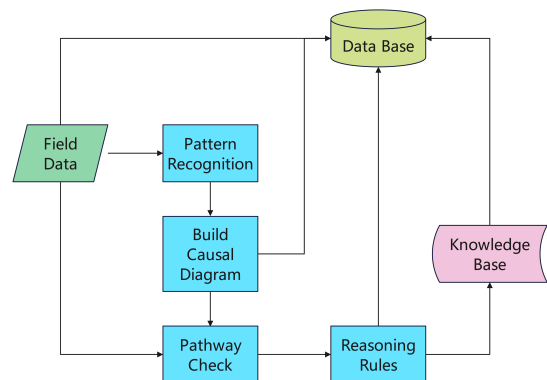 Data Base
Field
Data
Pattern
Recognition
Build
Causal
Diagram
Knowledge
Base
Pathway
Check
Reasoning
Rules